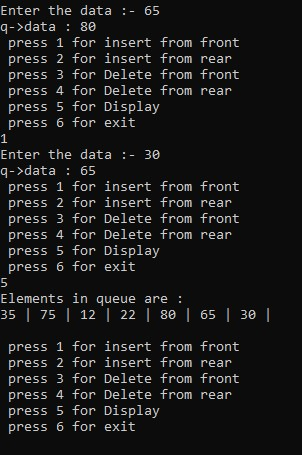 Enter the data :- 65
q->data : 80
 press 1 for insert from front
 press 2 for insert from rear
 press 3 for Delete from front
 press 4 for Delete from rear
 press 5 for Display
 press 6 for exit
1
Enter the data :- 30
q->data : 65
 press 1 for insert from front
 press 2 for insert from rear
 press 3 for Delete from front
 press 4 for Delete from rear
 press 5 for Display
 press 6 for exit
5
Elements in queue are :
35 | 75 | 12 | 22 | 80 | 65 | 30 |
 press 1 for insert from front
 press 2 for insert from rear
 press 3 for Delete from front
 press 4 for Delete from rear
 press 5 for Display
 press 6 for exit